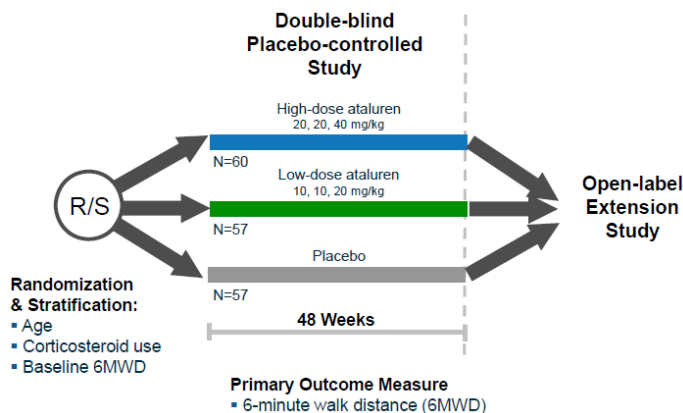 Double-blind
Placebo-controlled
Study
High-dose ataluren
20, 20, 40 mg/kg
N=60
Low-dose ataluren
10, 10, 20 mg/kg
N=57
Placebo
N=57
R/S
Open-label
Extension
Study
Randomization
& Stratification:
▪ Age
▪ Corticosteroid use
▪ Baseline 6MWD
48 Weeks
Primary Outcome Measure
▪ 6-minute walk distance (6MWD)